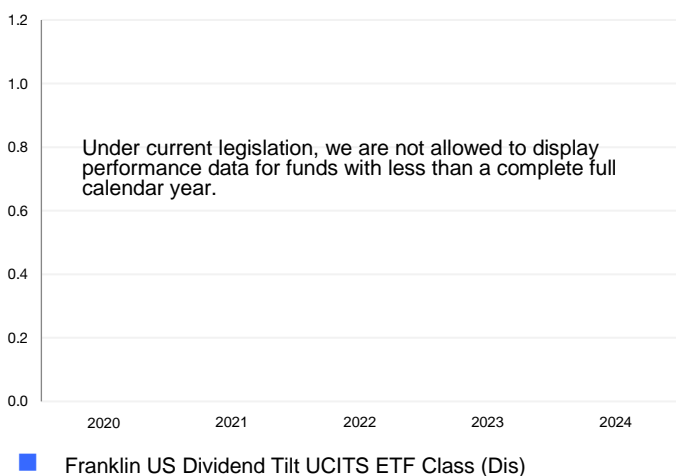 1.2
1.0
0.8
Under current legislation, we are not allowed to display
performance data for funds with less than a complete full
calendar year.
0.6
0.4
0.2
0.0
2020 2021 2022 2023 2024
Franklin US Dividend Tilt UCITS ETF Class (Dis)